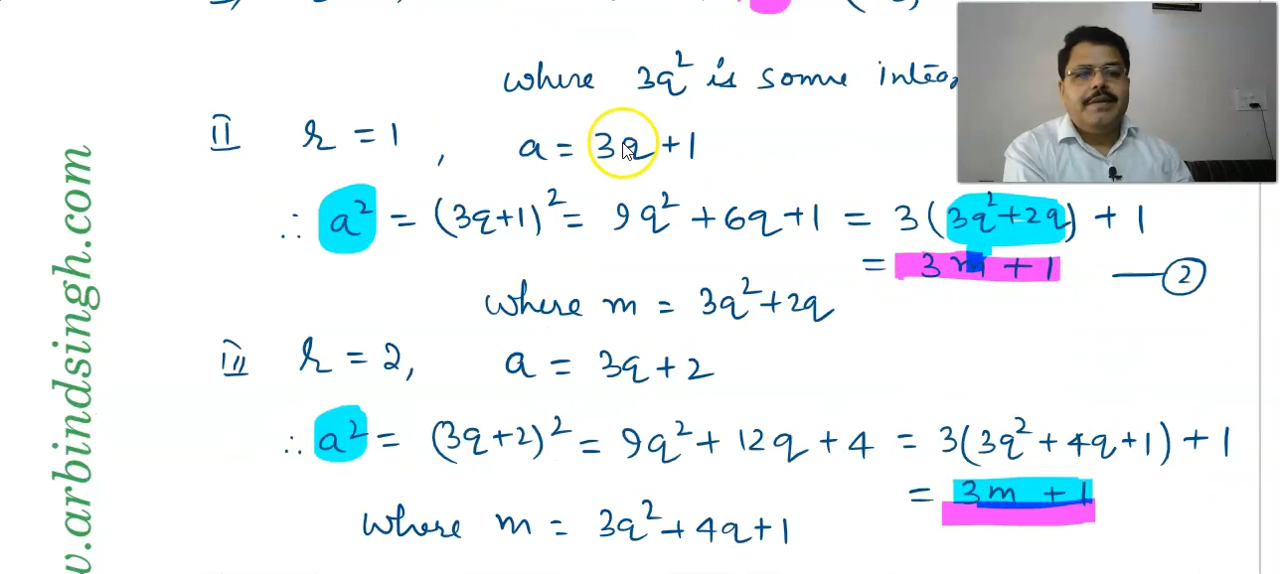 where 3q² is some
II r = 1 , a = 3q+1
∴ a² = (3q+1)² = 9q² + 6q + 1 = 3(3q²+2q) + 1
= 3m + 1 —②
where m = 3q² + 2q
III r = 2, a = 3q + 2
∴ a² = (3q+2)² = 9q² + 12q + 4 = 3(3q² + 4q + 1) + 1
= 3m + 1
where m = 3q² + 4q + 1
w.arbindsingh.com